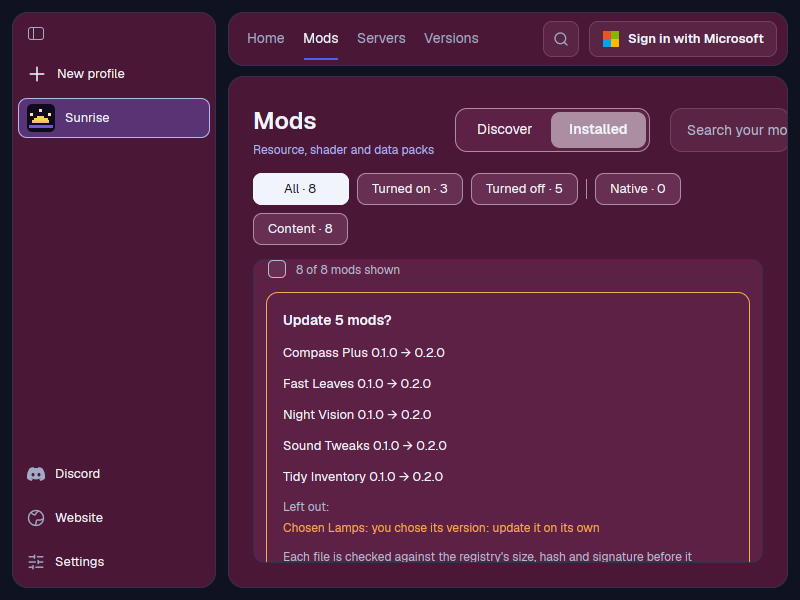 Home
Mods
Servers
Versions
Sign in with Microsoft
New profile
Sunrise
Discord
Website
Settings
Mods
Resource, shader and data packs
Discover
Installed
Search your mo
All · 8
Turned on · 3
Turned off · 5
Native · 0
Content · 8
8 of 8 mods shown
Update 5 mods?
Compass Plus 0.1.0 → 0.2.0
Fast Leaves 0.1.0 → 0.2.0
Night Vision 0.1.0 → 0.2.0
Sound Tweaks 0.1.0 → 0.2.0
Tidy Inventory 0.1.0 → 0.2.0
Left out:
Chosen Lamps: you chose its version: update it on its own
Each file is checked against the registry's size, hash and signature before it